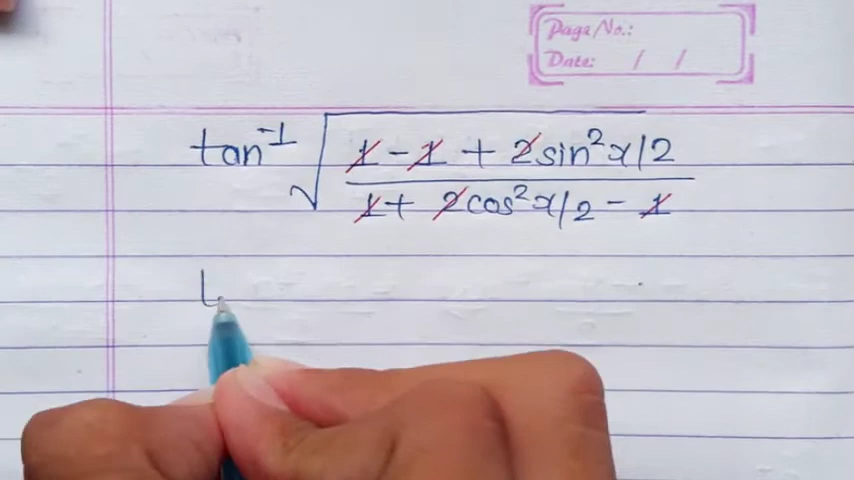 Page No.:
Date: / /
tan⁻¹ √
1 - 1 + 2sin²x/2
1 + 2cos²x/2 - 1